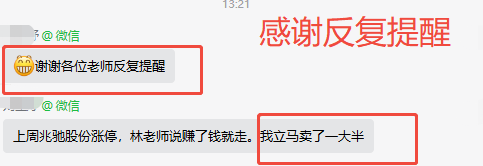 13:21
感谢反复提醒
@微信
谢谢各位老师反复提醒
@微信
上周兆驰股份涨停，林老师说赚了钱就走。我立马卖了一大半